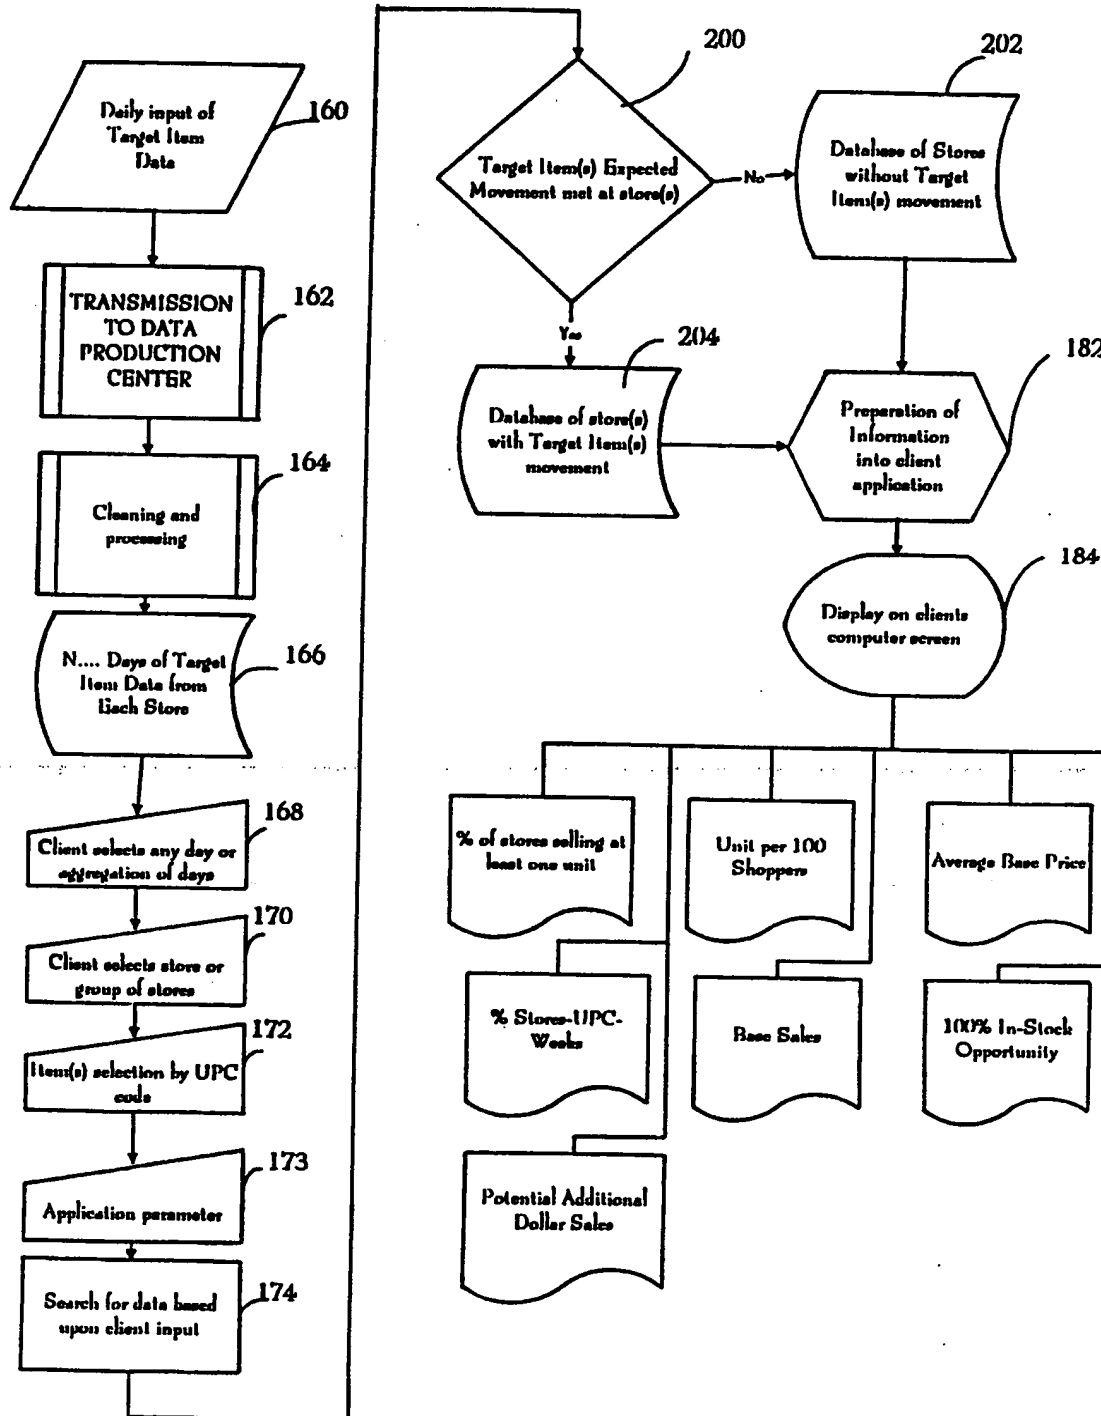 Daily input of
Target Item
Data
160
TRANSMISSION
TO DATA
PRODUCTION
CENTER
162
Cleaning and
processing
164
N.... Days of Target
Item Data from
Each Store
166
Client selects any day or
aggregation of days
168
Client selects store or
group of stores
170
Item(s) selection by UPC
code
172
Application parameter
173
Search for data based
upon client input
174
Target Item(s) Expected
Movement met at store(s)
200
No
Yes
Database of Stores
without Target
Item(s) movement
202
Database of store(s)
with Target Item(s)
movement
204
Preparation of
Information
into client
application
182
Display on clients
computer screen
184
% of stores selling at
least one unit
Unit per 100
Shoppers
Average Base Price
% Stores-UPC-
Weeks
Base Sales
100% In-Stock
Opportunity
Potential Additional
Dollar Sales